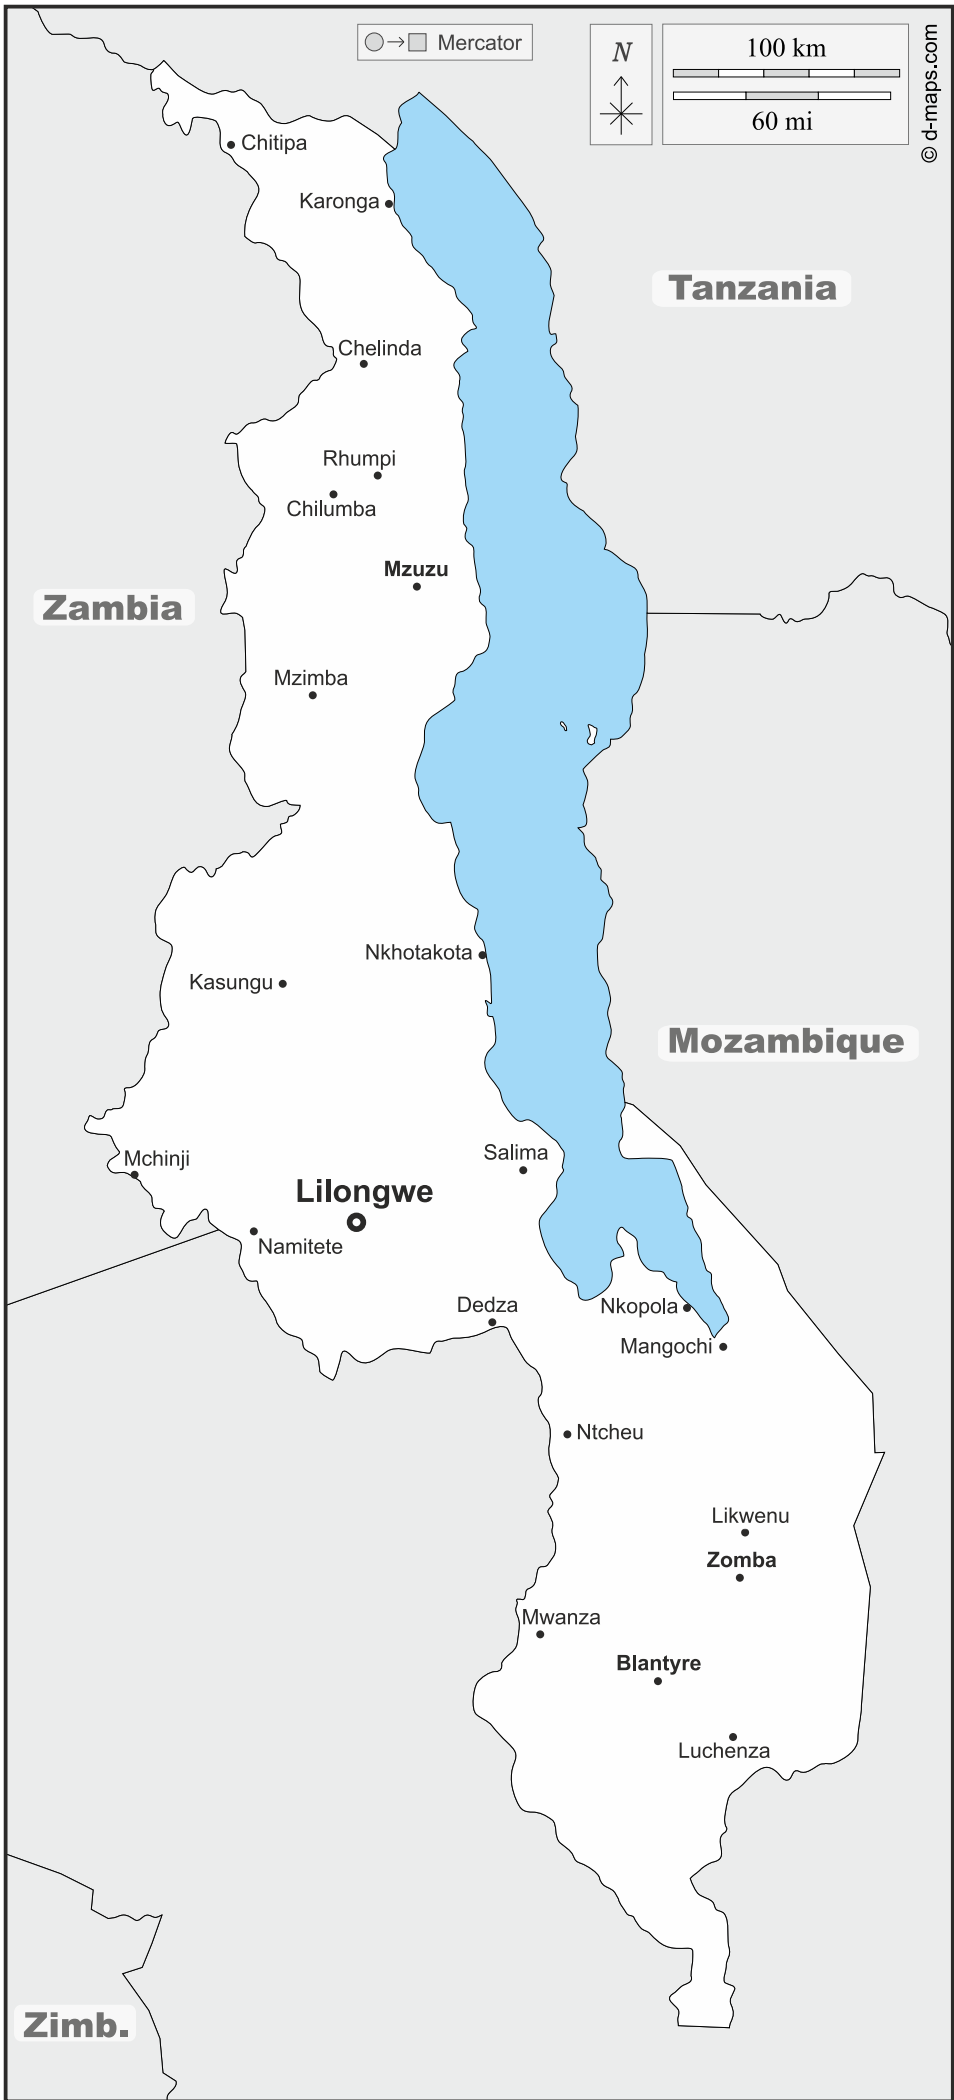 Mercator
N
100 km
60 mi
© d-maps.com
Chitipa
Karonga
Tanzania
Chelinda
Rhumpi
Chilumba
Mzuzu
Zambia
Mzimba
Nkhotakota
Kasungu
Mozambique
Salima
Mchinji
Lilongwe
Namitete
Dedza
Nkopola
Mangochi
Ntcheu
Likwenu
Zomba
Mwanza
Blantyre
Luchenza
Zimb.